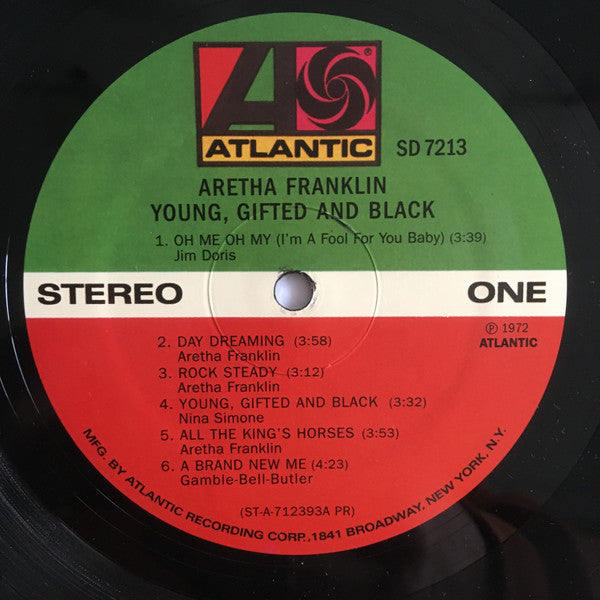 ATLANTIC
®
SD 7213
ARETHA FRANKLIN
YOUNG, GIFTED AND BLACK
1. OH ME OH MY (I'm A Fool For You Baby) (3:39)
Jim Doris
STEREO
ONE
℗ 1972
ATLANTIC
2. DAY DREAMING (3:58)
Aretha Franklin
3. ROCK STEADY (3:12)
Aretha Franklin
4. YOUNG, GIFTED AND BLACK (3:32)
Nina Simone
5. ALL THE KING'S HORSES (3:53)
Aretha Franklin
6. A BRAND NEW ME (4:23)
Gamble-Bell-Butler
(ST-A-712393A PR)
MFG. BY ATLANTIC RECORDING CORP., 1841 BROADWAY, NEW YORK, N.Y.